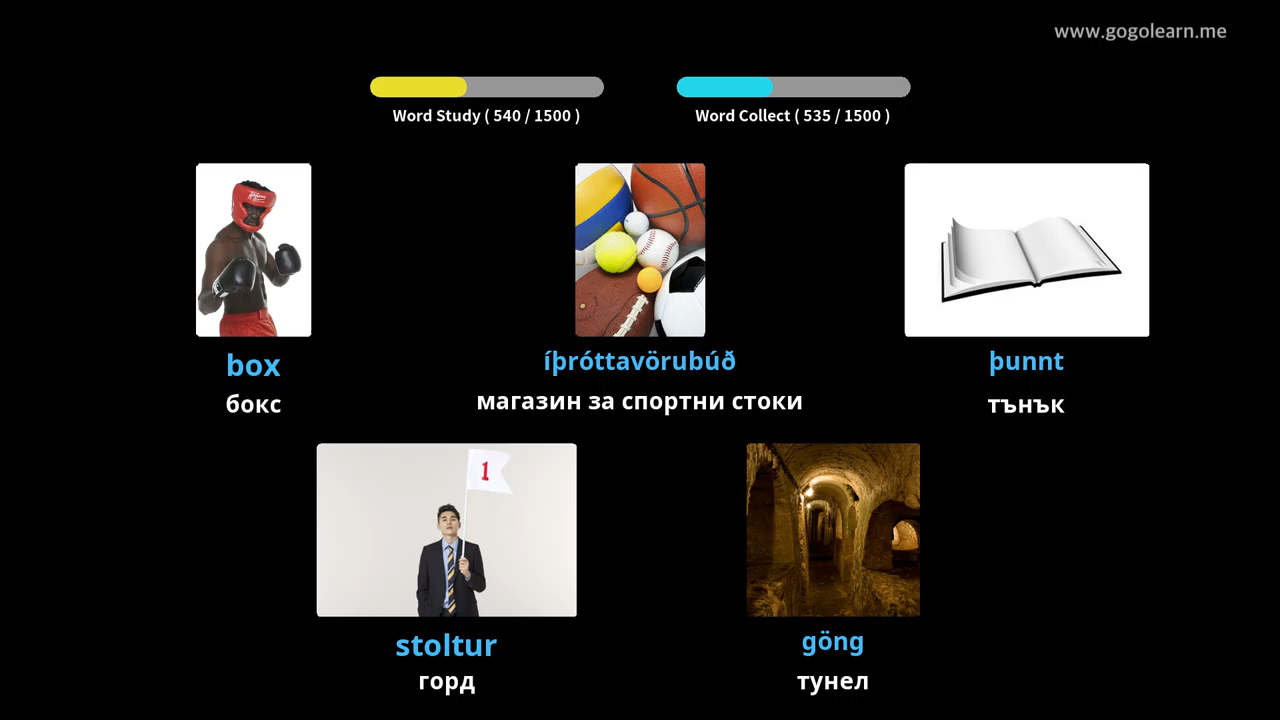 www.gogolearn.me
Word Study ( 540 / 1500 )
Word Collect ( 535 / 1500 )
box
íþróttavörubúð
þunnt
бокс
магазин за спортни стоки
тънък
1
stoltur
göng
горд
тунел